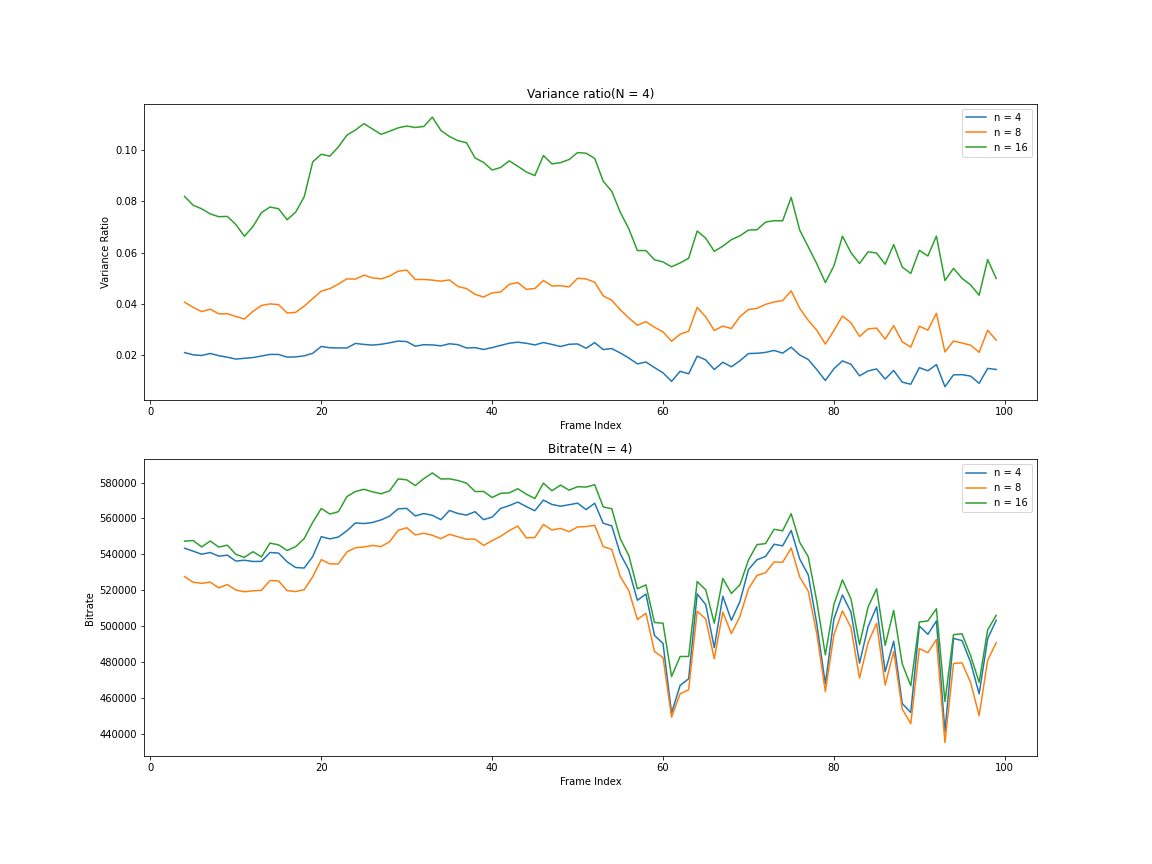 Variance ratio(N = 4)
n = 4
n = 8
n = 16
0.10
0.08
0.06
0.04
0.02
Variance Ratio
0
20
40
60
80
100
Frame Index
Bitrate(N = 4)
n = 4
n = 8
n = 16
580000
560000
540000
520000
500000
480000
460000
440000
Bitrate
0
20
40
60
80
100
Frame Index